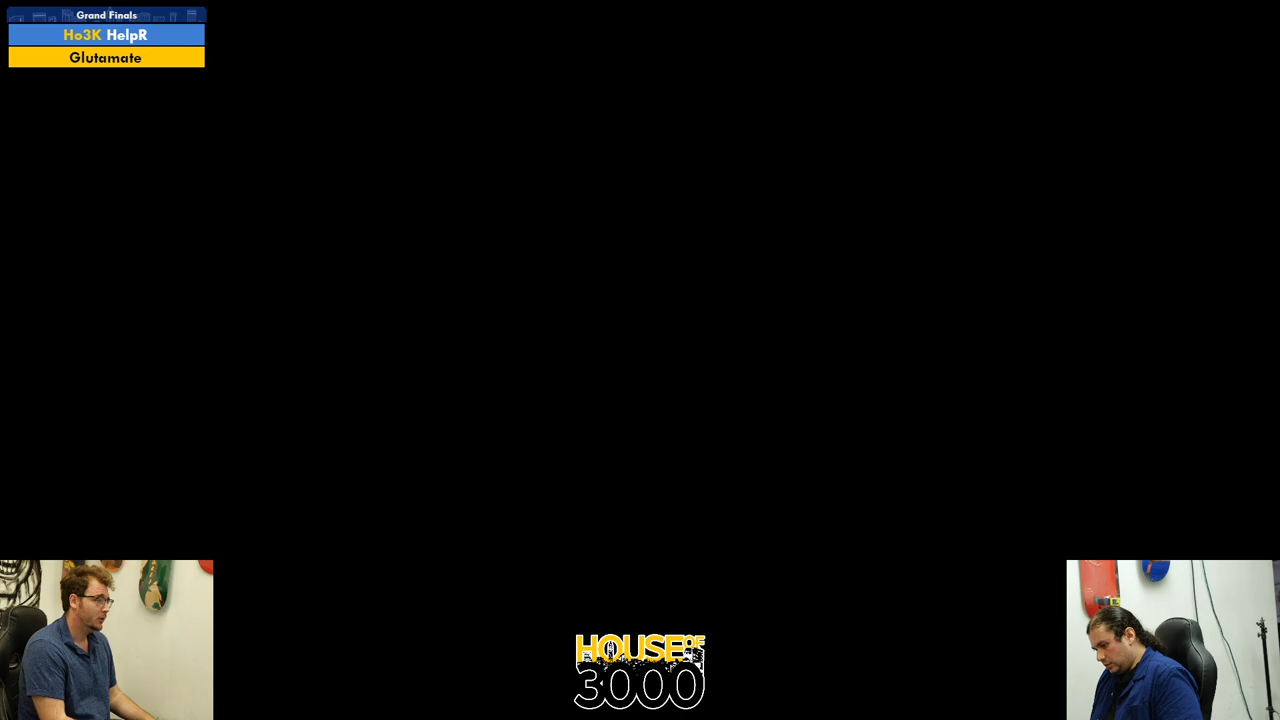 Grand Finals
Ho3K HelpR
Glutamate
HOUSE OF
3000